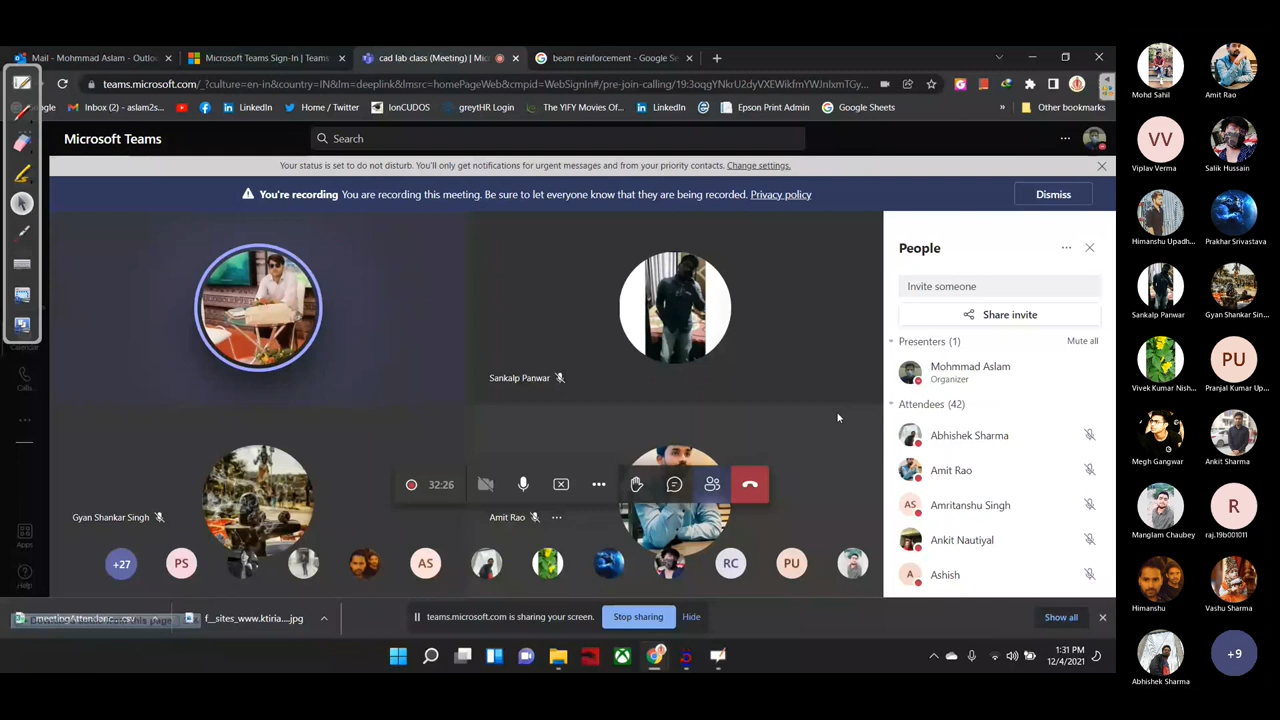 Mail - Mohmmad Aslam - Outlo
Microsoft Teams Sign-In | Teams
cad lab class (Meeting) | Mic
beam reinforcement - Google Se
teams.microsoft.com/_?culture=en-in&country=IN&lm=deeplink&lmsrc=homePageWeb&cmpid=WebSignIn#/pre-join-calling/
Inbox (2) - aslam2s...
LinkedIn
Home / Twitter
IonCUDOS
greytHR Login
The YIFY Movies Of...
LinkedIn
Google Docs
Epson Print Admin
Google Sheets
»
Other bookmarks
Microsoft Teams
Search
Your status is set to do not disturb. You'll only get notifications for urgent messages and from your priority contacts. Change settings.
You're recording You are recording this meeting. Be sure to let everyone know that they are being recorded. Privacy policy
Dismiss
People
Invite someone
Share invite
Presenters (1)
Mute all
Mohmmad Aslam
Organizer
Attendees (42)
Abhishek Sharma
Amit Rao
AS
Amritanshu Singh
Ankit Nautiyal
A
Ashish
Sankalp Panwar
Gyan Shankar Singh
Amit Rao
32:26
+27
PS
AS
RC
PU
Calendar
Calls
Apps
Help
meetingAttendanc....csv
f__sites_www.ktiria....jpg
teams.microsoft.com is sharing your screen.
Stop sharing
Hide
Show all
1:31 PM
12/4/2021
Mohd Sahil
Amit Rao
VV
Viplav Verma
Salik Hussain
Himanshu Upadh...
Prakhar Srivastava
Sankalp Panwar
Gyan Shankar Sin...
Vivek Kumar Nish...
PU
Pranjal Kumar Up...
Megh Gangwar
Ankit Sharma
Manglam Chaubey
R
raj.19b001011
Himanshu
Vashu Sharma
Abhishek Sharma
+9